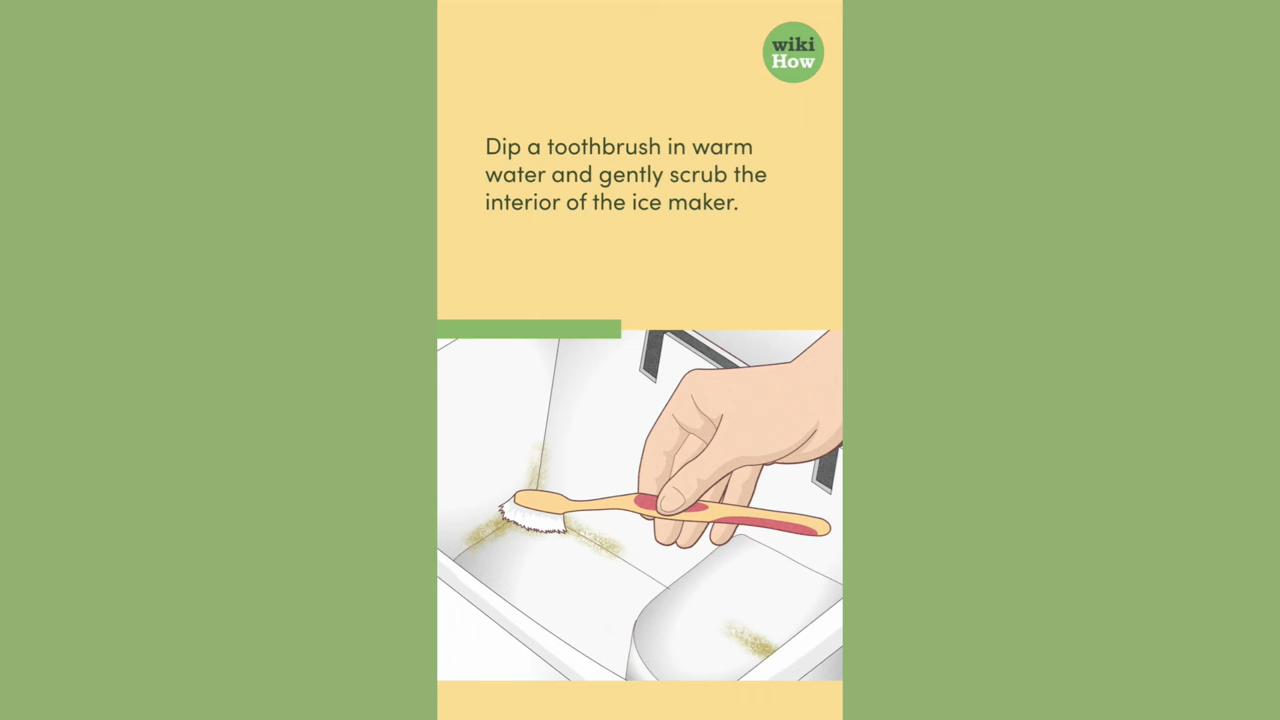 wiki
How
Dip a toothbrush in warm
water and gently scrub the
interior of the ice maker.